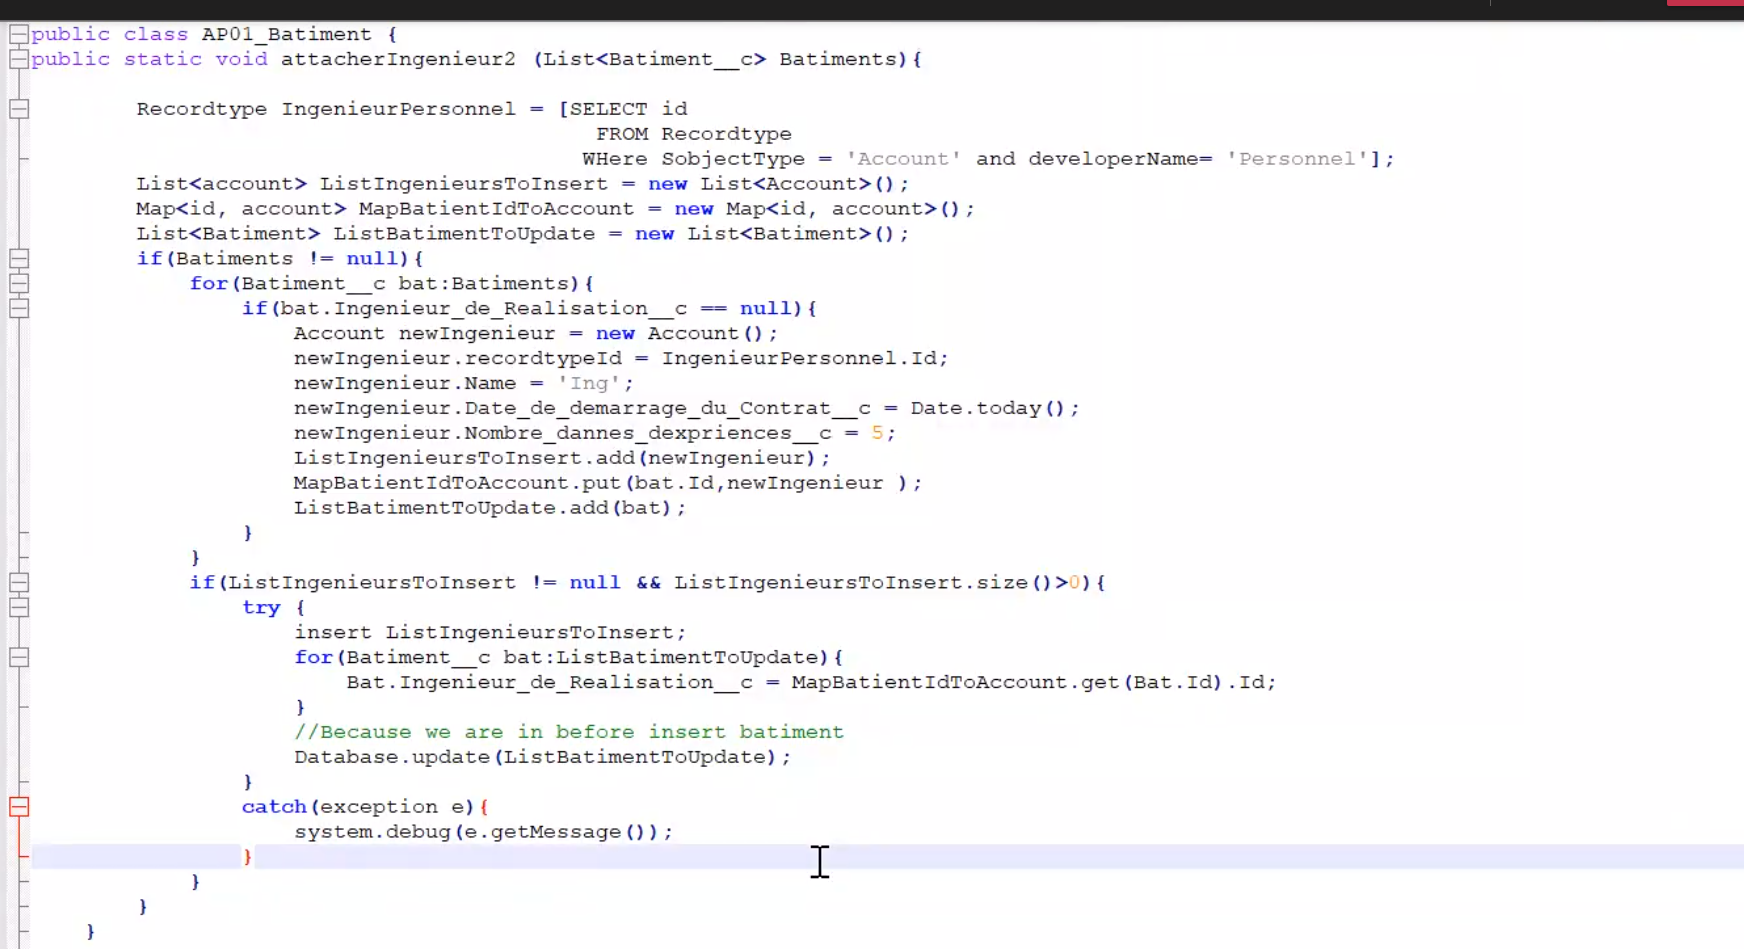 public class AP01_Batiment {
public static void attacherIngenieur2 (List<Batiment__c> Batiments){
Recordtype IngenieurPersonnel = [SELECT id
FROM Recordtype
WHere SobjectType = 'Account' and developerName= 'Personnel'];
List<account> ListIngenieursToInsert = new List<Account>();
Map<id, account> MapBatientIdToAccount = new Map<id, account>();
List<Batiment> ListBatimentToUpdate = new List<Batiment>();
if(Batiments != null){
for(Batiment__c bat:Batiments){
if(bat.Ingenieur_de_Realisation__c == null){
Account newIngenieur = new Account();
newIngenieur.recordtypeId = IngenieurPersonnel.Id;
newIngenieur.Name = 'Ing';
newIngenieur.Date_de_demarrage_du_Contrat__c = Date.today();
newIngenieur.Nombre_dannes_dexpriences__c = 5;
ListIngenieursToInsert.add(newIngenieur);
MapBatientIdToAccount.put(bat.Id,newIngenieur );
ListBatimentToUpdate.add(bat);
}
}
if(ListIngenieursToInsert != null && ListIngenieursToInsert.size()>0){
try {
insert ListIngenieursToInsert;
for(Batiment__c bat:ListBatimentToUpdate){
Bat.Ingenieur_de_Realisation__c = MapBatientIdToAccount.get(Bat.Id).Id;
}
//Because we are in before insert batiment
Database.update(ListBatimentToUpdate);
}
catch(exception e){
system.debug(e.getMessage());
}
}
}
}